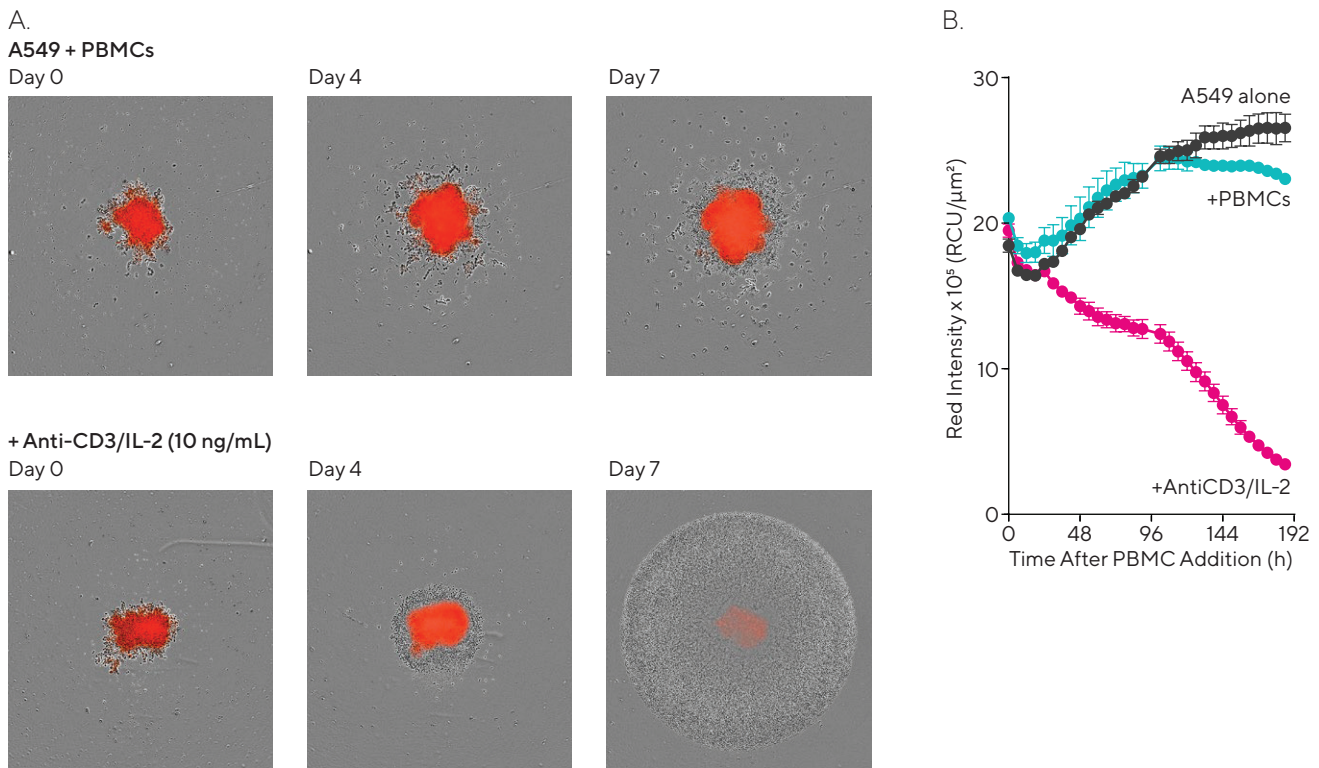 A.
A549 + PBMCs
Day 0
Day 4
Day 7
+ Anti-CD3/IL-2 (10 ng/mL)
Day 0
Day 4
Day 7
B.
Red Intensity x 10⁵ (RCU/µm²)
30
20
10
0
A549 alone
+PBMCs
+AntiCD3/IL-2
0 48 96 144 192
Time After PBMC Addition (h)